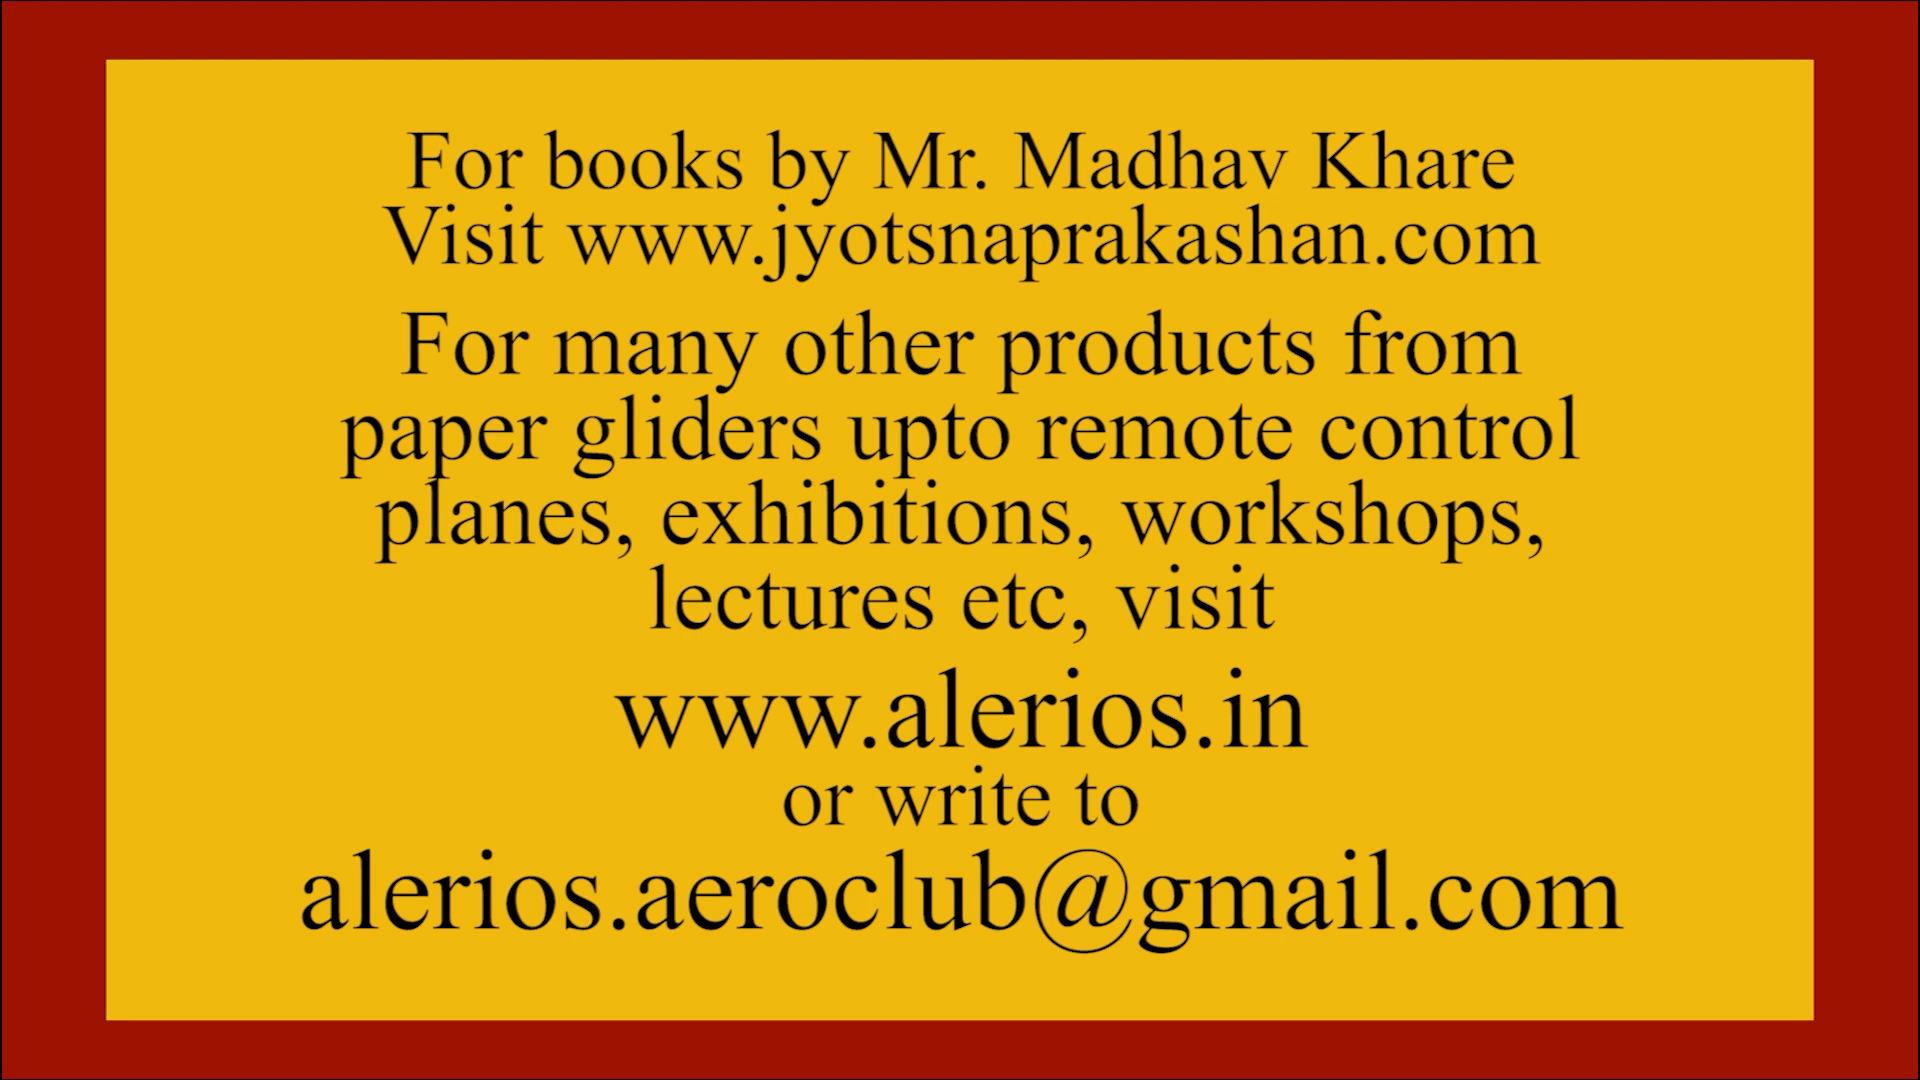 For books by Mr. Madhav Khare
Visit www.jyotsnaprakashan.com
For many other products from
paper gliders upto remote control
planes, exhibitions, workshops,
lectures etc, visit
www.alerios.in
or write to
alerios.aeroclub@gmail.com